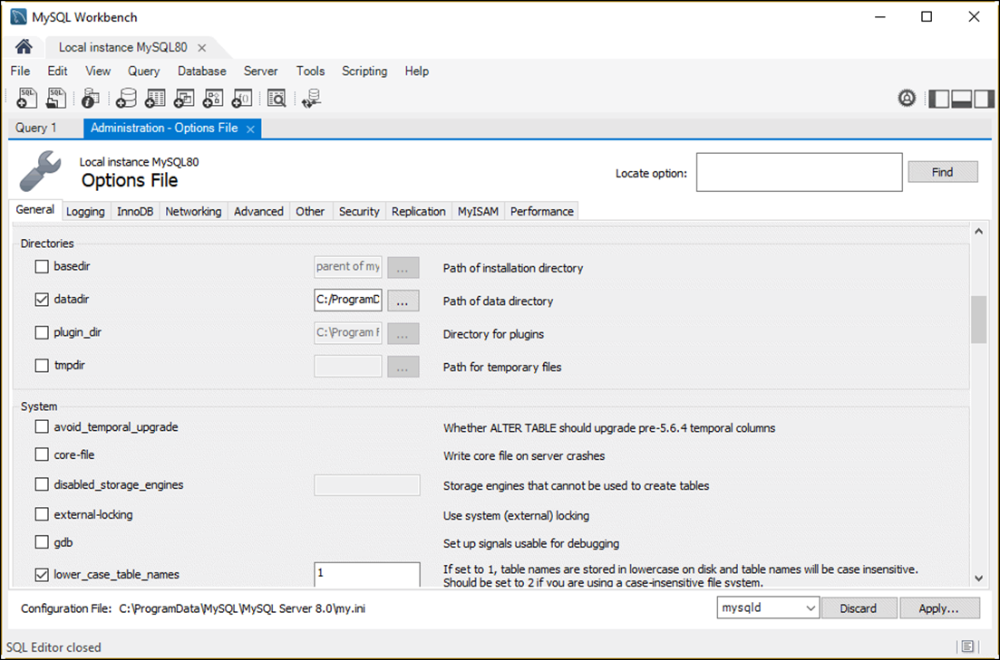 MySQL Workbench
Local instance MySQL80
File Edit View Query Database Server Tools Scripting Help
SQL SQL
Query 1 Administration - Options File
Local instance MySQL80
Options File
Locate option: Find
General Logging InnoDB Networking Advanced Other Security Replication MyISAM Performance
Directories
basedir parent of my ... Path of installation directory
datadir C:/ProgramD ... Path of data directory
plugin_dir C:\Program F ... Directory for plugins
tmpdir ... Path for temporary files
System
avoid_temporal_upgrade Whether ALTER TABLE should upgrade pre-5.6.4 temporal columns
core-file Write core file on server crashes
disabled_storage_engines Storage engines that cannot be used to create tables
external-locking Use system (external) locking
gdb Set up signals usable for debugging
lower_case_table_names 1 If set to 1, table names are stored in lowercase on disk and table names will be case insensitive.
Should be set to 2 if you are using a case-insensitive file system.
Configuration File: C:\ProgramData\MySQL\MySQL Server 8.0\my.ini mysqld Discard Apply...
SQL Editor closed